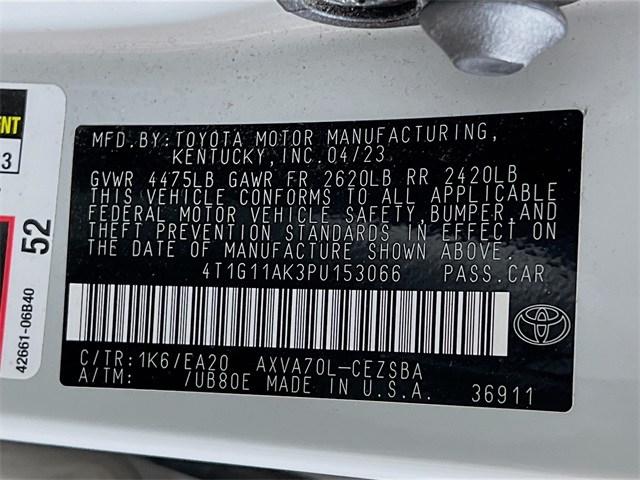 MFD.BY:TOYOTA MOTOR MANUFACTURING,
KENTUCKY,INC.04/23
GVWR 4475LB GAWR FR 2620LB RR 2420LB
THIS VEHICLE CONFORMS TO ALL APPLICABLE
FEDERAL MOTOR VEHICLE SAFETY,BUMPER,AND
THEFT PREVENTION STANDARDS IN EFFECT ON
THE DATE OF MANUFACTURE SHOWN ABOVE.
4T1G11AK3PU153066 PASS.CAR
C/TR:1K6/EA20 AXVA70L-CEZSBA
A/TM: /UB80E MADE IN U.S.A.
36911
3
52
42661-06B40